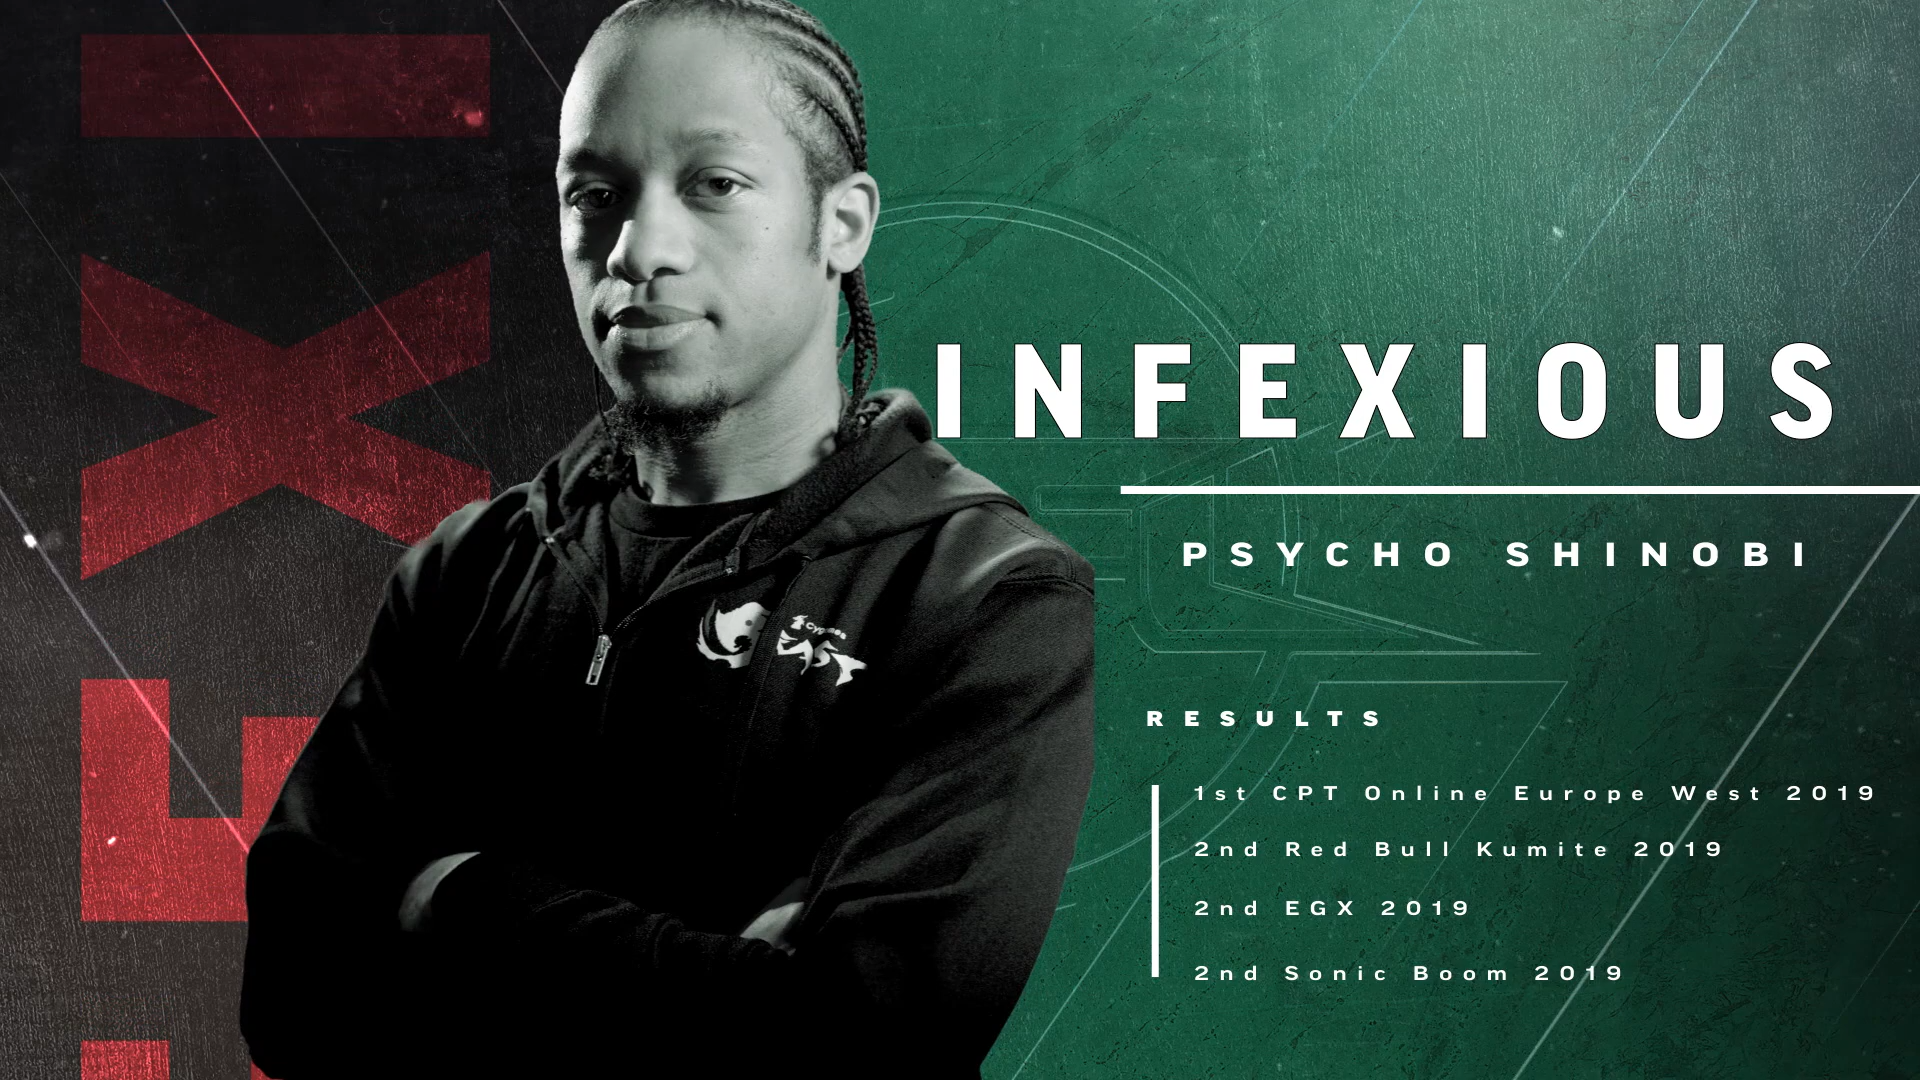 INFEXIOUS
PSYCHO SHINOBI
RESULTS
1st CPT Online Europe West 2019
2nd Red Bull Kumite 2019
2nd EGX 2019
2nd Sonic Boom 2019
Cygames